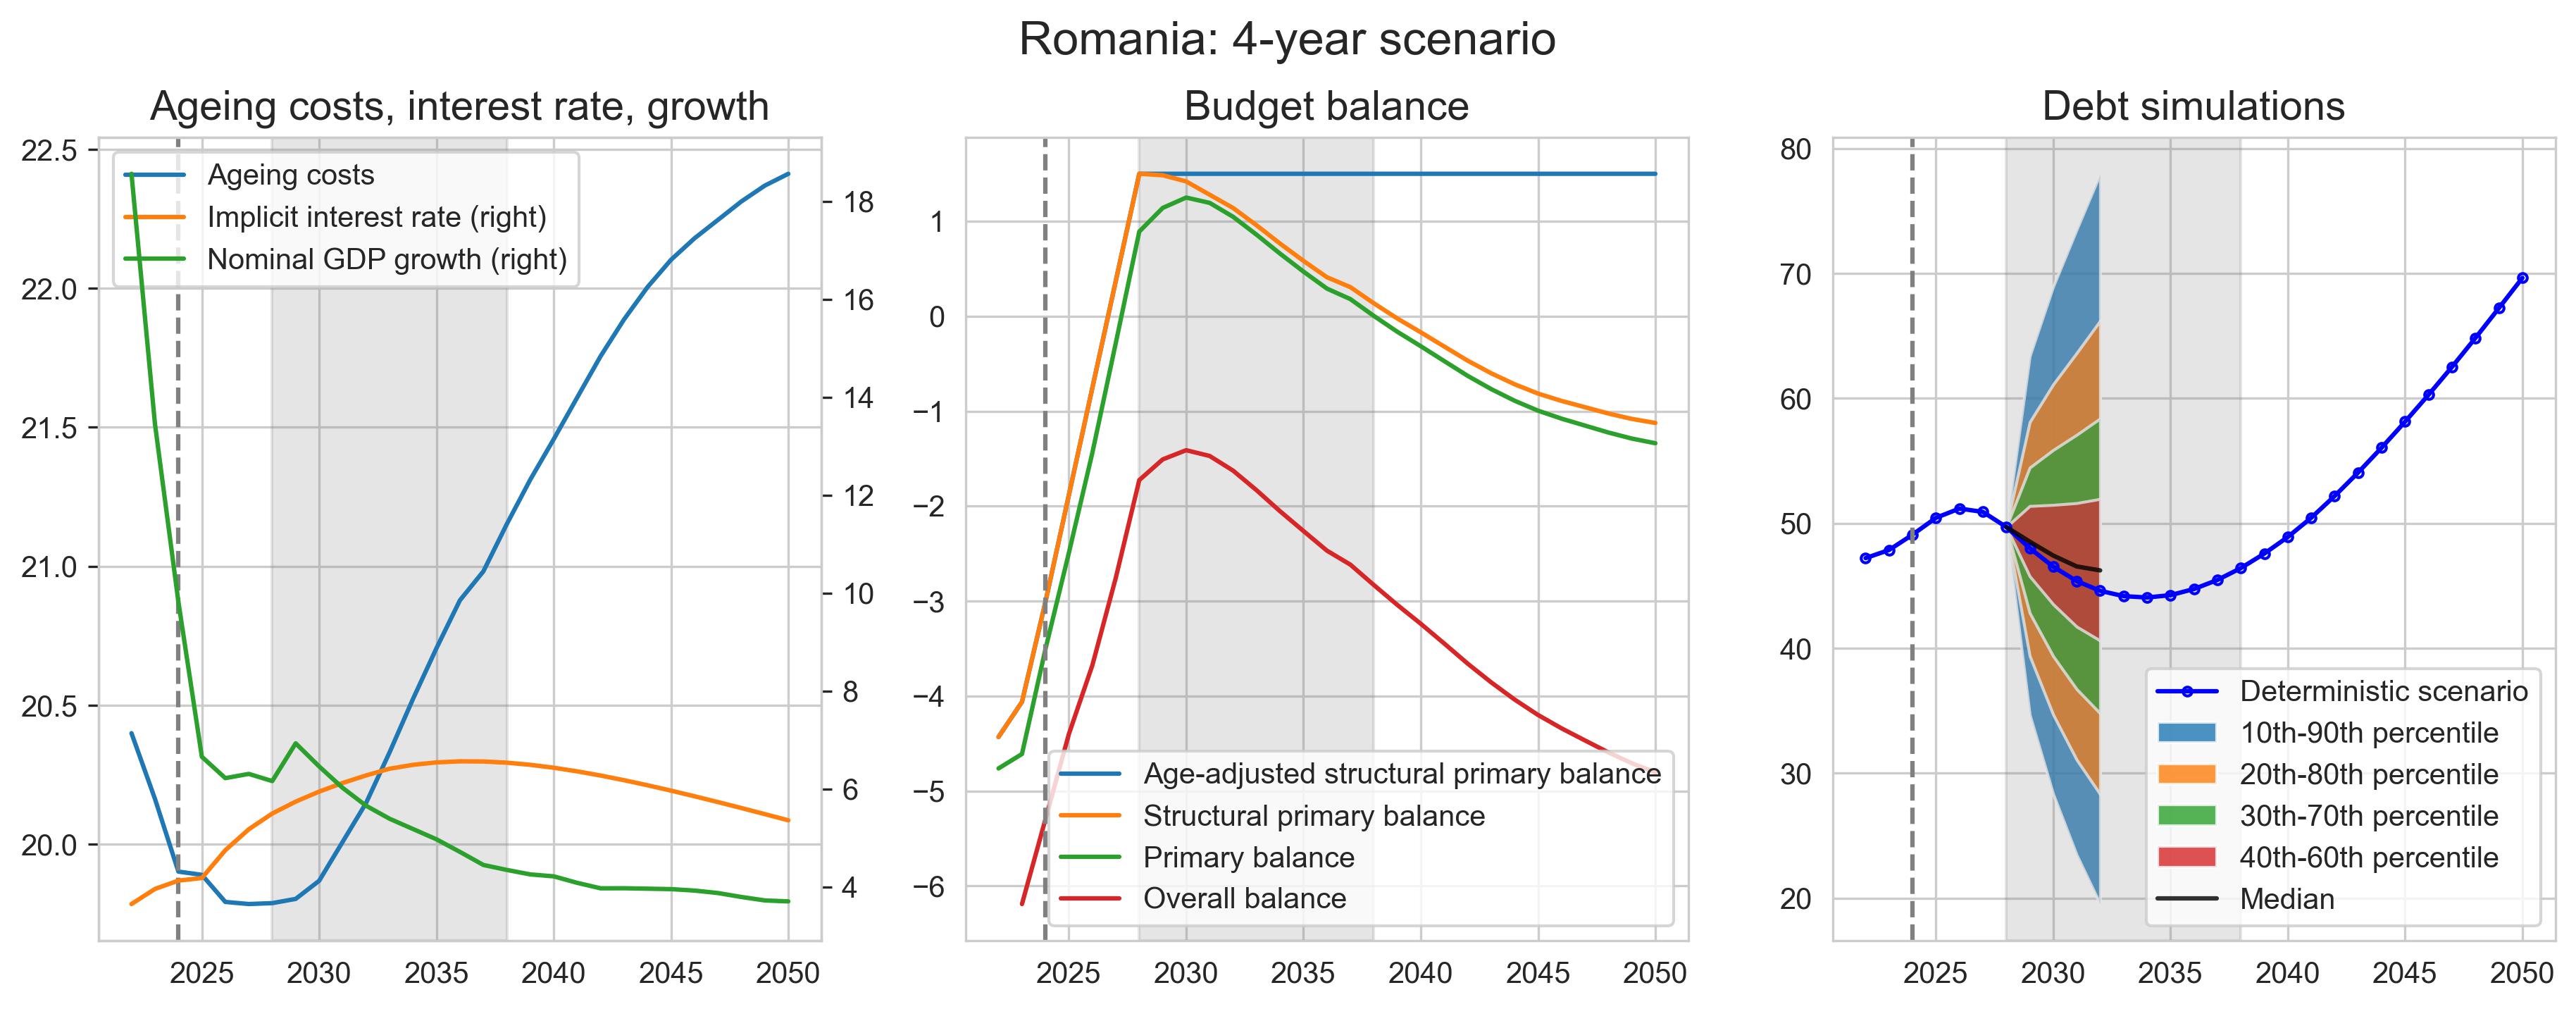 Romania: 4-year scenario
Ageing costs, interest rate, growth
22.5
22.0
21.5
21.0
20.5
20.0
Ageing costs
Implicit interest rate (right)
Nominal GDP growth (right)
18
16
14
12
10
8
6
4
2025 2030 2035 2040 2045 2050
Budget balance
1
0
−1
−2
−3
−4
−5
−6
Age-adjusted structural primary balance
Structural primary balance
Primary balance
Overall balance
2025 2030 2035 2040 2045 2050
Debt simulations
80
70
60
50
40
30
20
Deterministic scenario
10th-90th percentile
20th-80th percentile
30th-70th percentile
40th-60th percentile
Median
2025 2030 2035 2040 2045 2050